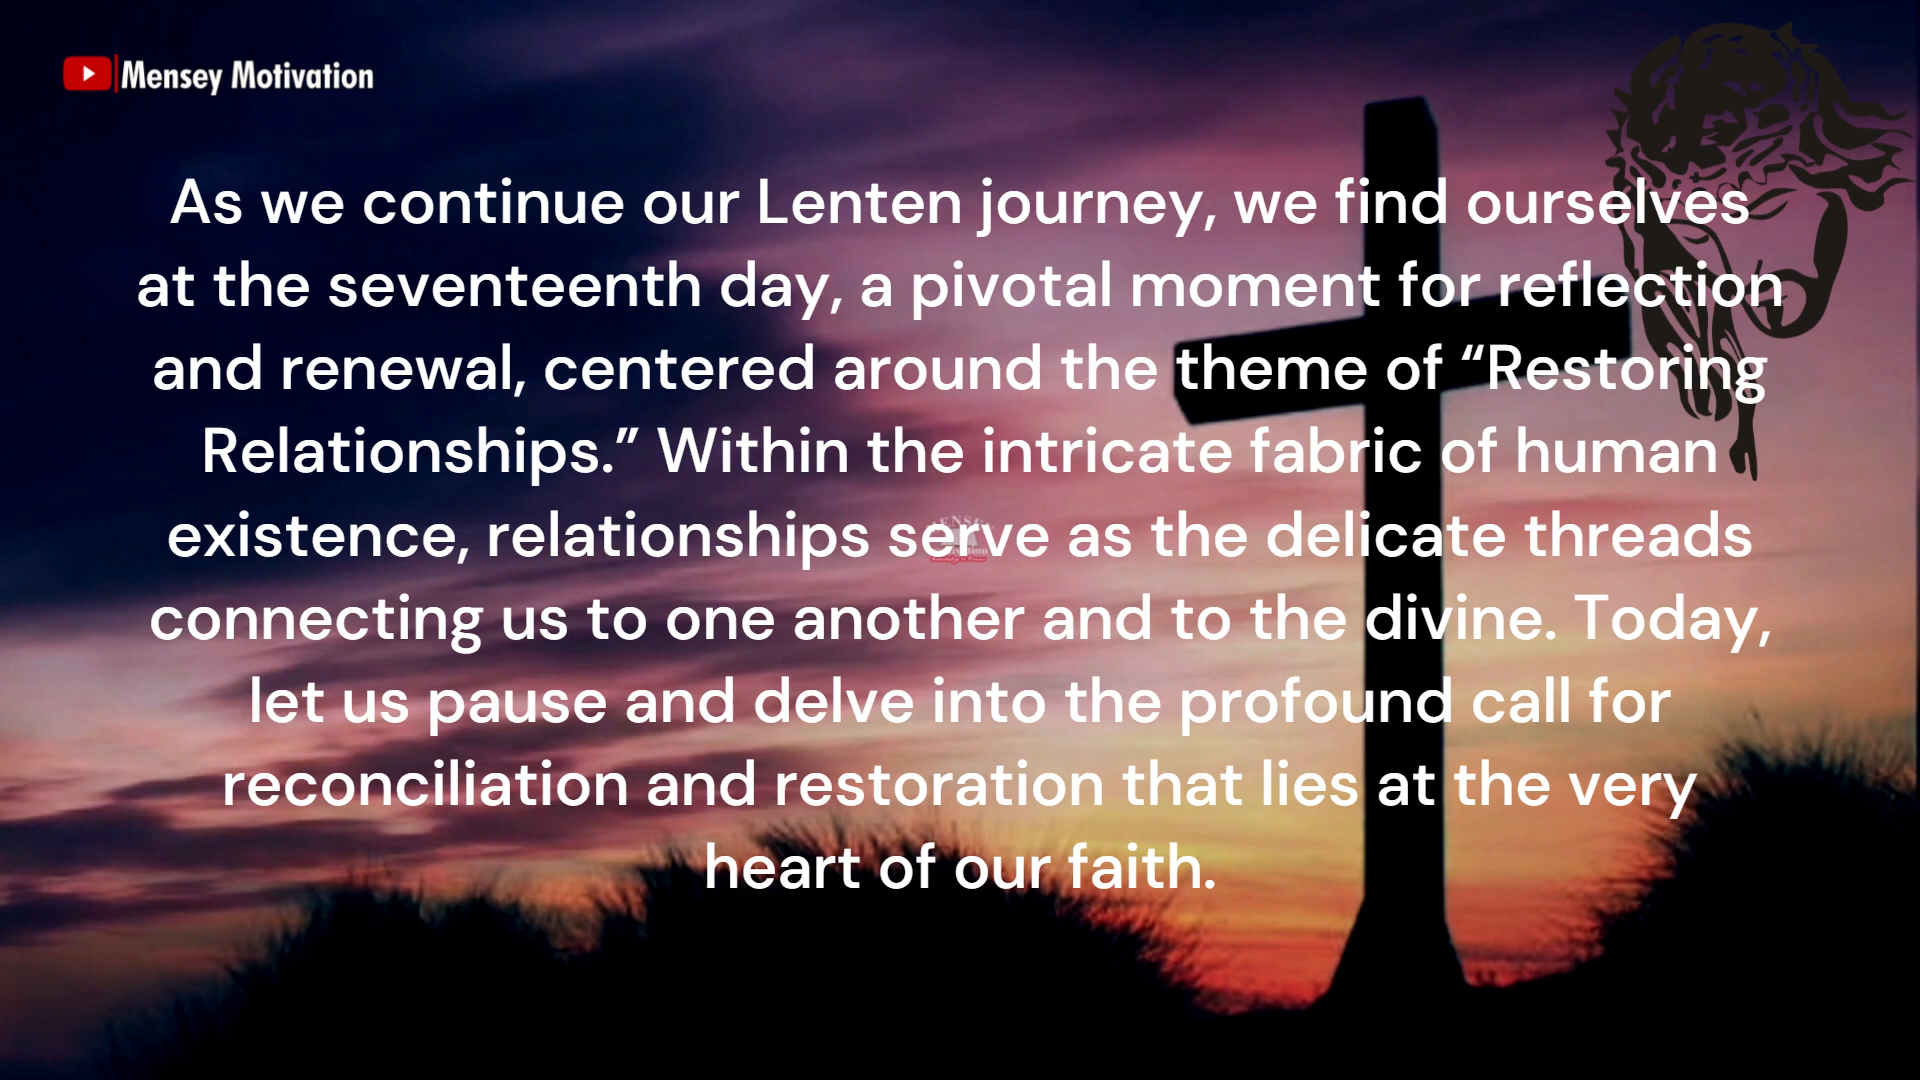 Mensey Motivation
As we continue our Lenten journey, we find ourselves
at the seventeenth day, a pivotal moment for reflection
and renewal, centered around the theme of “Restoring
Relationships.” Within the intricate fabric of human
existence, relationships serve as the delicate threads
connecting us to one another and to the divine. Today,
let us pause and delve into the profound call for
reconciliation and restoration that lies at the very
heart of our faith.